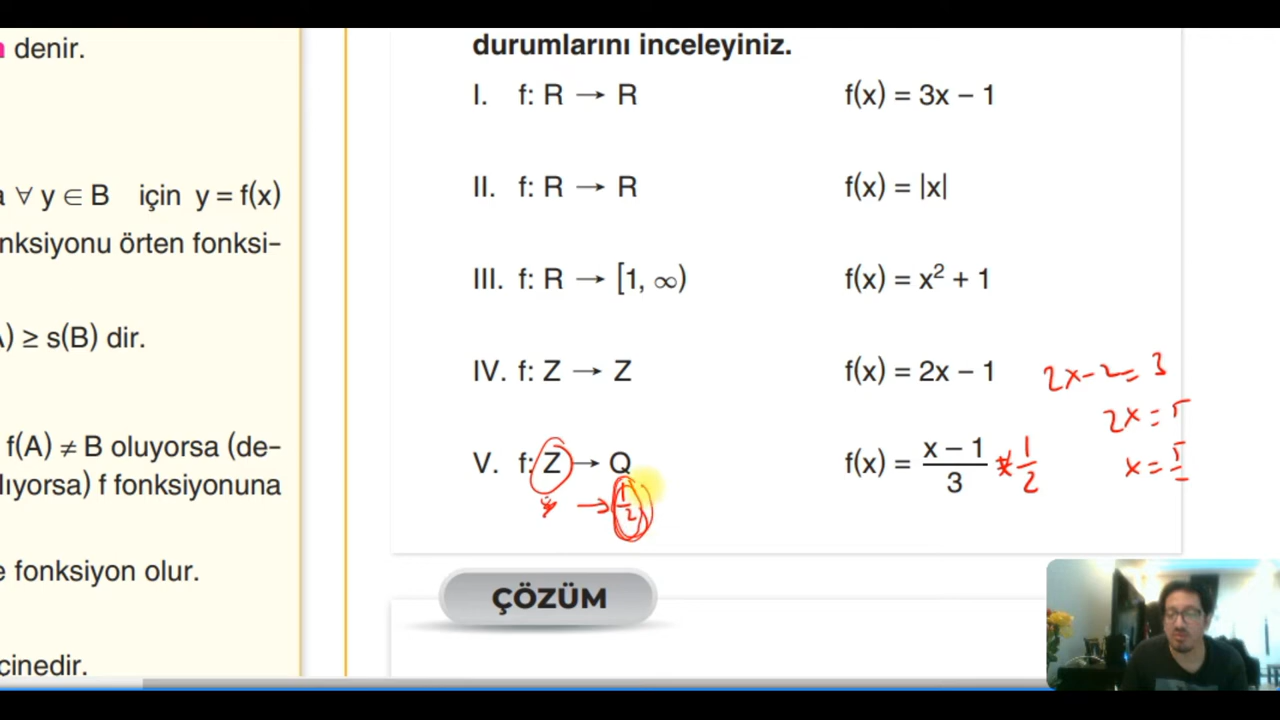 denir.
∀ y ∈ B için y = f(x)
nksiyonu örten fonksi-
A) ≥ s(B) dir.
f(A) ≠ B oluyorsa (de-
lıyorsa) f fonksiyonuna
e fonksiyon olur.
cinedir.
durumlarını inceleyiniz.
I. f: R → R f(x) = 3x − 1
II. f: R → R f(x) = |x|
III. f: R → [1, ∞) f(x) = x² + 1
IV. f: Z → Z f(x) = 2x − 1
2x-2=3
2x=5
V. f: Z → Q f(x) = (x − 1)/3 1/2
x=5
→ 1/2
ÇÖZÜM